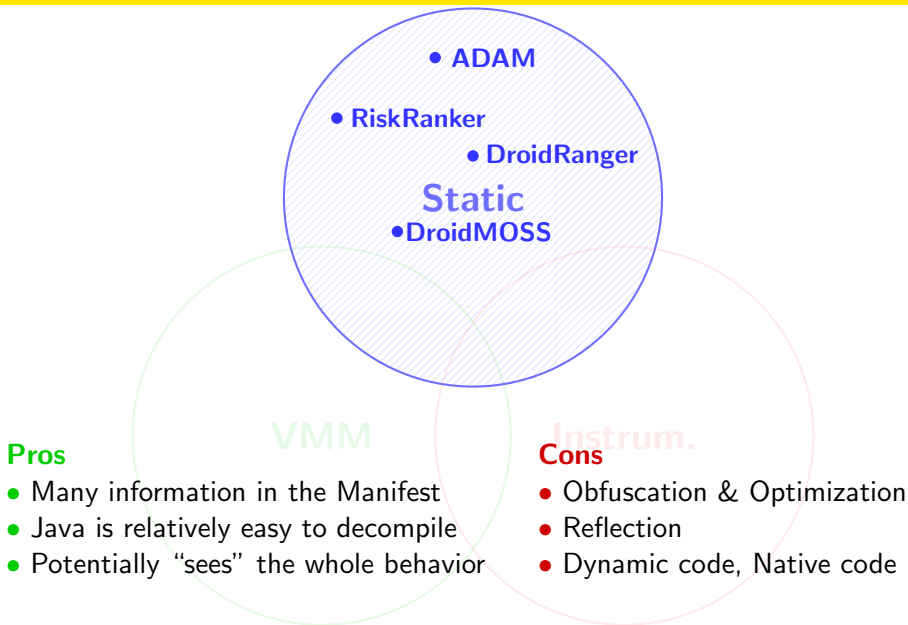 • ADAM
• RiskRanker
• DroidRanger
Static
•DroidMOSS
VMM
Instrum.
Pros
• Many information in the Manifest
• Java is relatively easy to decompile
• Potentially “sees” the whole behavior
Cons
• Obfuscation & Optimization
• Reflection
• Dynamic code, Native code